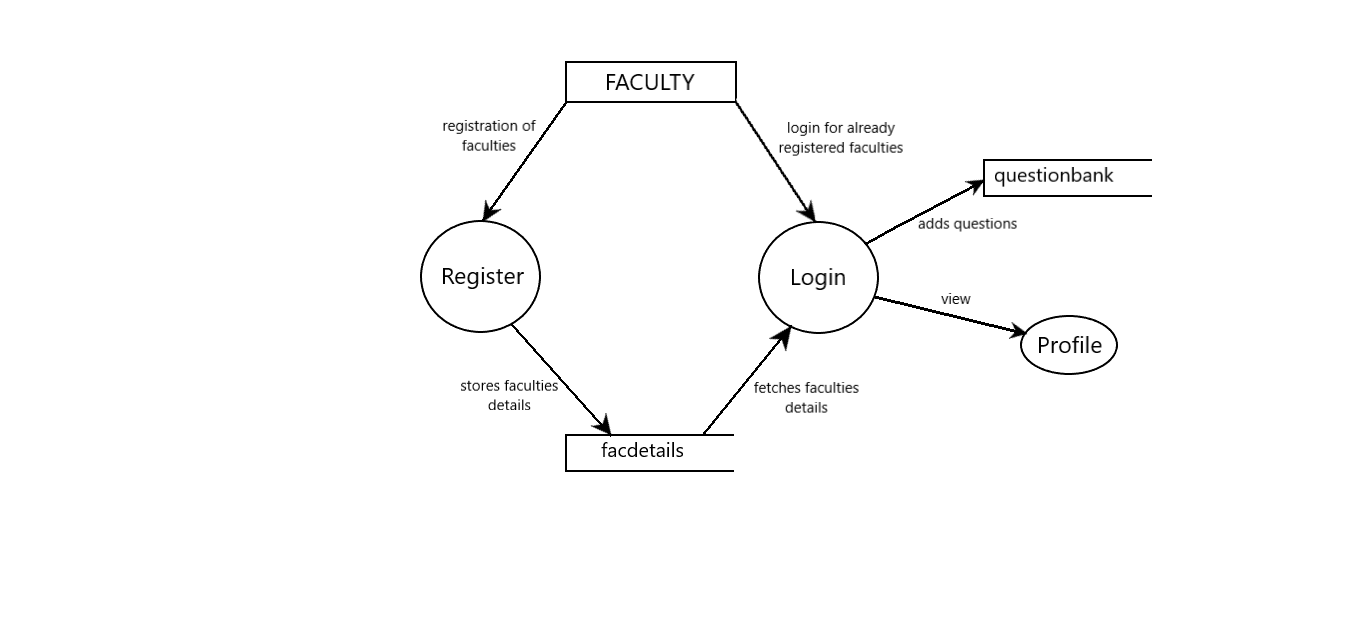 FACULTY
registration of
faculties
login for already
registered faculties
questionbank
adds questions
Register
Login
view
Profile
stores faculties
details
fetches faculties
details
facdetails